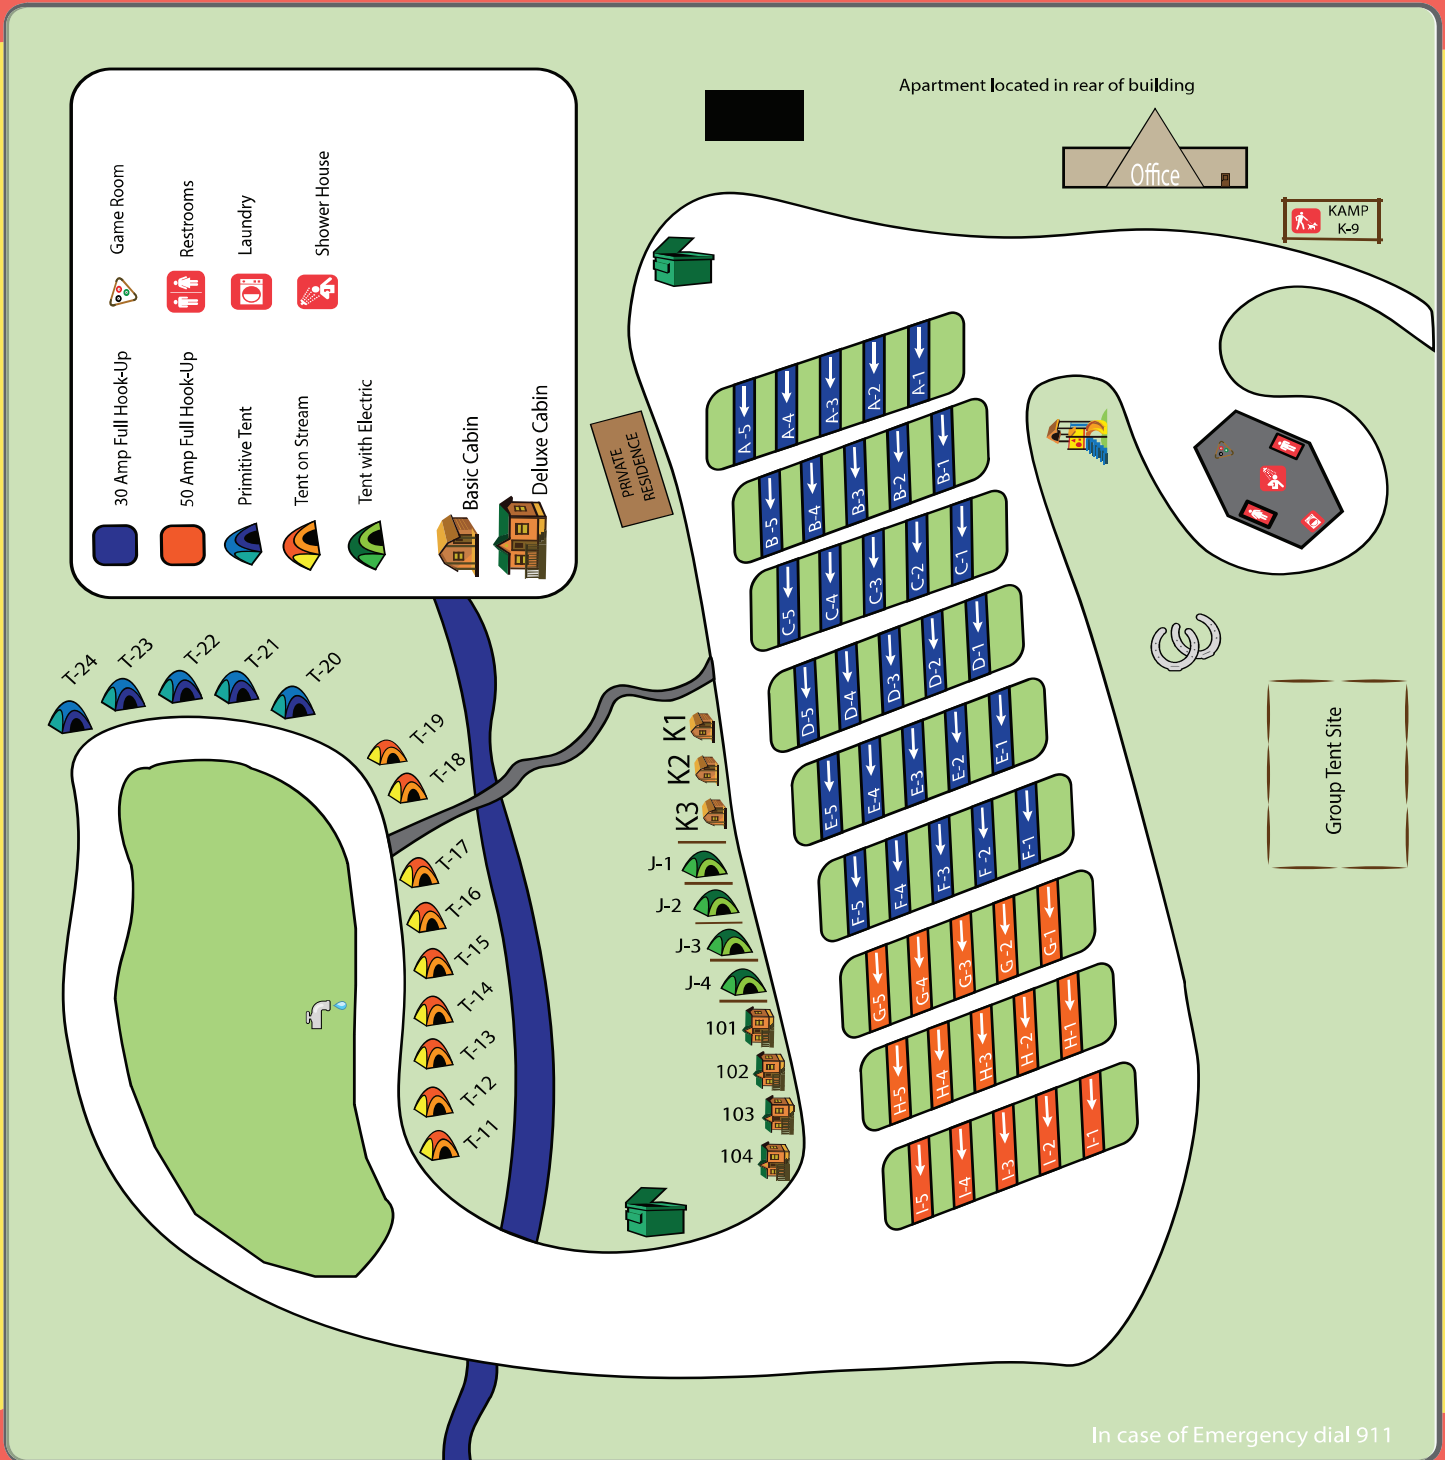 Apartment located in rear of building
Office
KAMP
K-9
Game Room
Restrooms
Laundry
Shower House
30 Amp Full Hook-Up
50 Amp Full Hook-Up
Primitive Tent
Tent on Stream
Tent with Electric
Basic Cabin
Deluxe Cabin
PRIVATE
RESIDENCE
A -5
A-4
A-3
A-2
A-1
B -5
B-4
B-3
B-2
B-1
C-5
C-4
C-3
C-2
C-1
D-5
D-4
D-3
D-2
D-1
E-5
E-4
E-3
E-2
E-1
F-5
F-4
F-3
F -2
F-1
G-5
G-4
G-3
G -2
G-1
H-5
H-4
H-3
H -2
H-1
I-5
I-4
I-3
I -2
I-1
T-24
T-23
T-22
T-21
T-20
T-19
T-18
T-17
T-16
T-15
T-14
T-13
T-12
T-11
K1
K2
K3
J-1
J-2
J-3
J-4
101
102
103
104
Group Tent Site
In case of Emergency dial 911